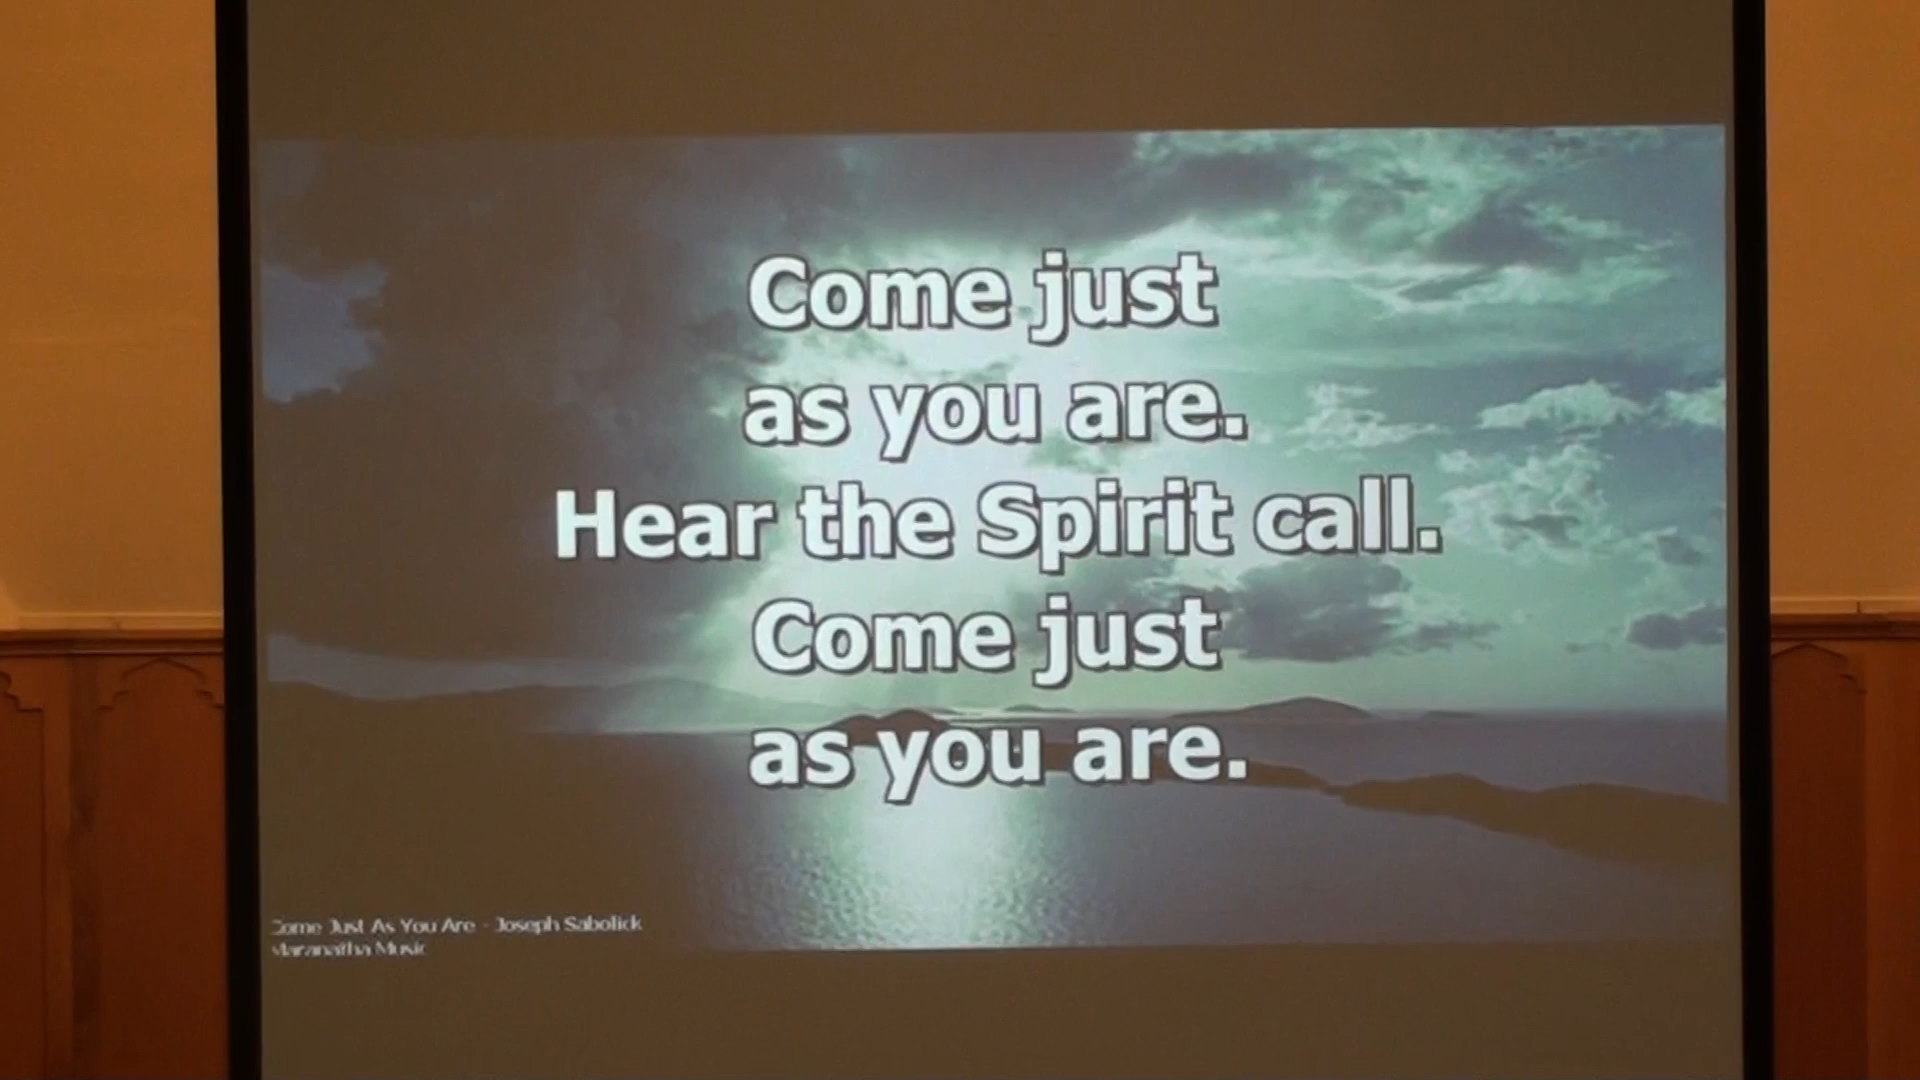 Come just
as you are.
Hear the Spirit call.
Come just
as you are.
Come Just As You Are - Joseph Sabolick
Maranatha Music